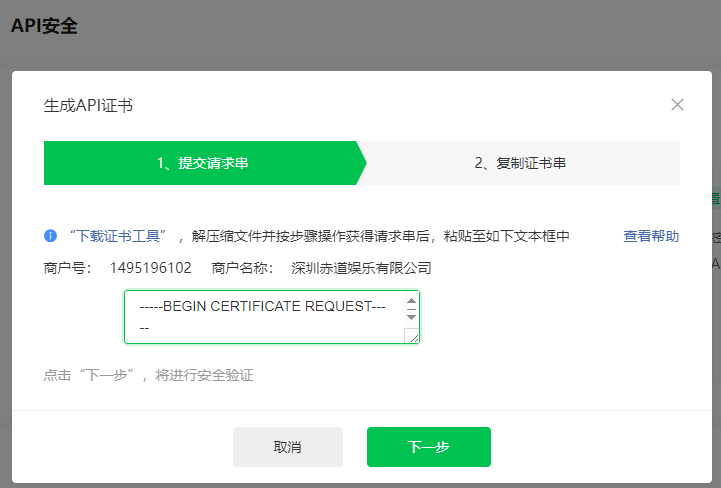 API安全
生成API证书
1、提交请求串
2、复制证书串
“下载证书工具”，解压缩文件并按步骤操作获得请求串后，粘贴至如下文本框中 查看帮助
商户号： 1495196102 商户名称： 深圳赤道娱乐有限公司
-----BEGIN CERTIFICATE REQUEST---
--
点击“下一步”，将进行安全验证
取消
下一步